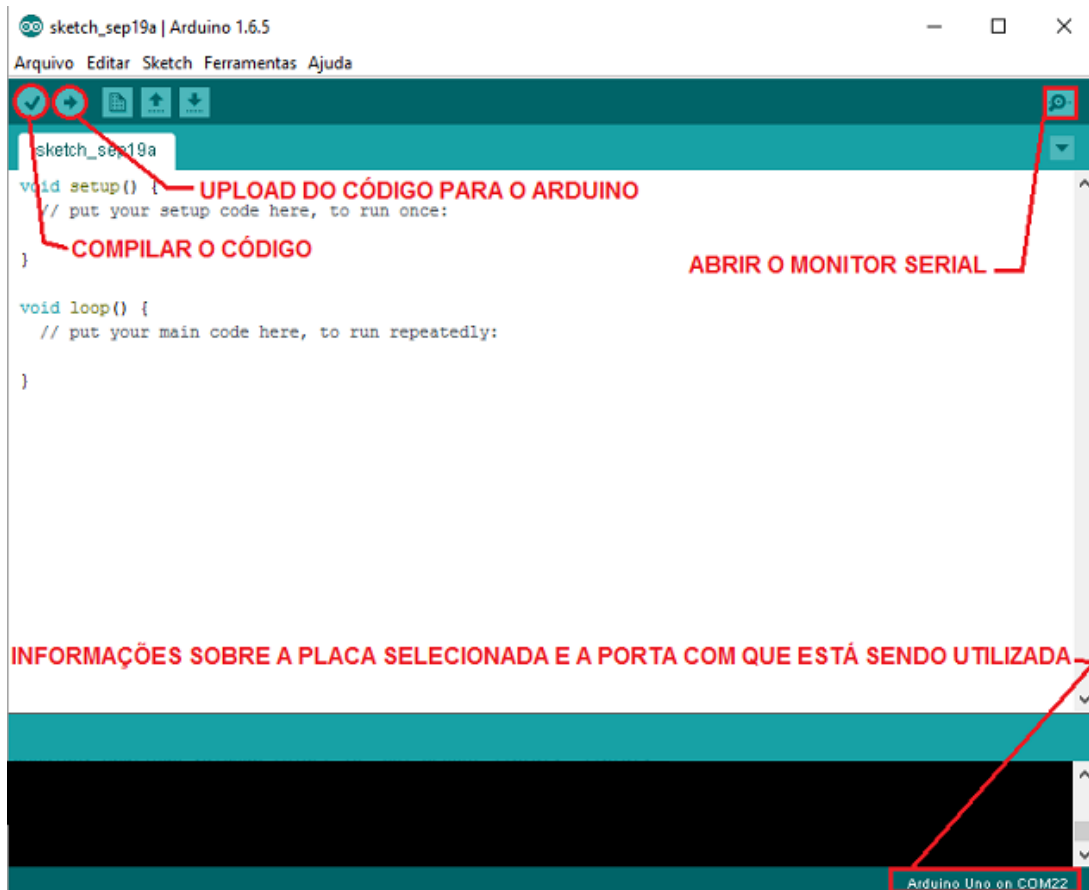 sketch_sep19a | Arduino 1.6.5
Arquivo Editar Sketch Ferramentas Ajuda
sketch_sep19a
void setup() {
UPLOAD DO CÓDIGO PARA O ARDUINO
// put your setup code here, to run once:
COMPILAR O CÓDIGO
}
ABRIR O MONITOR SERIAL
void loop() {
// put your main code here, to run repeatedly:
}
INFORMAÇÕES SOBRE A PLACA SELECIONADA E A PORTA COM QUE ESTÁ SENDO UTILIZADA
Arduino Uno on COM22